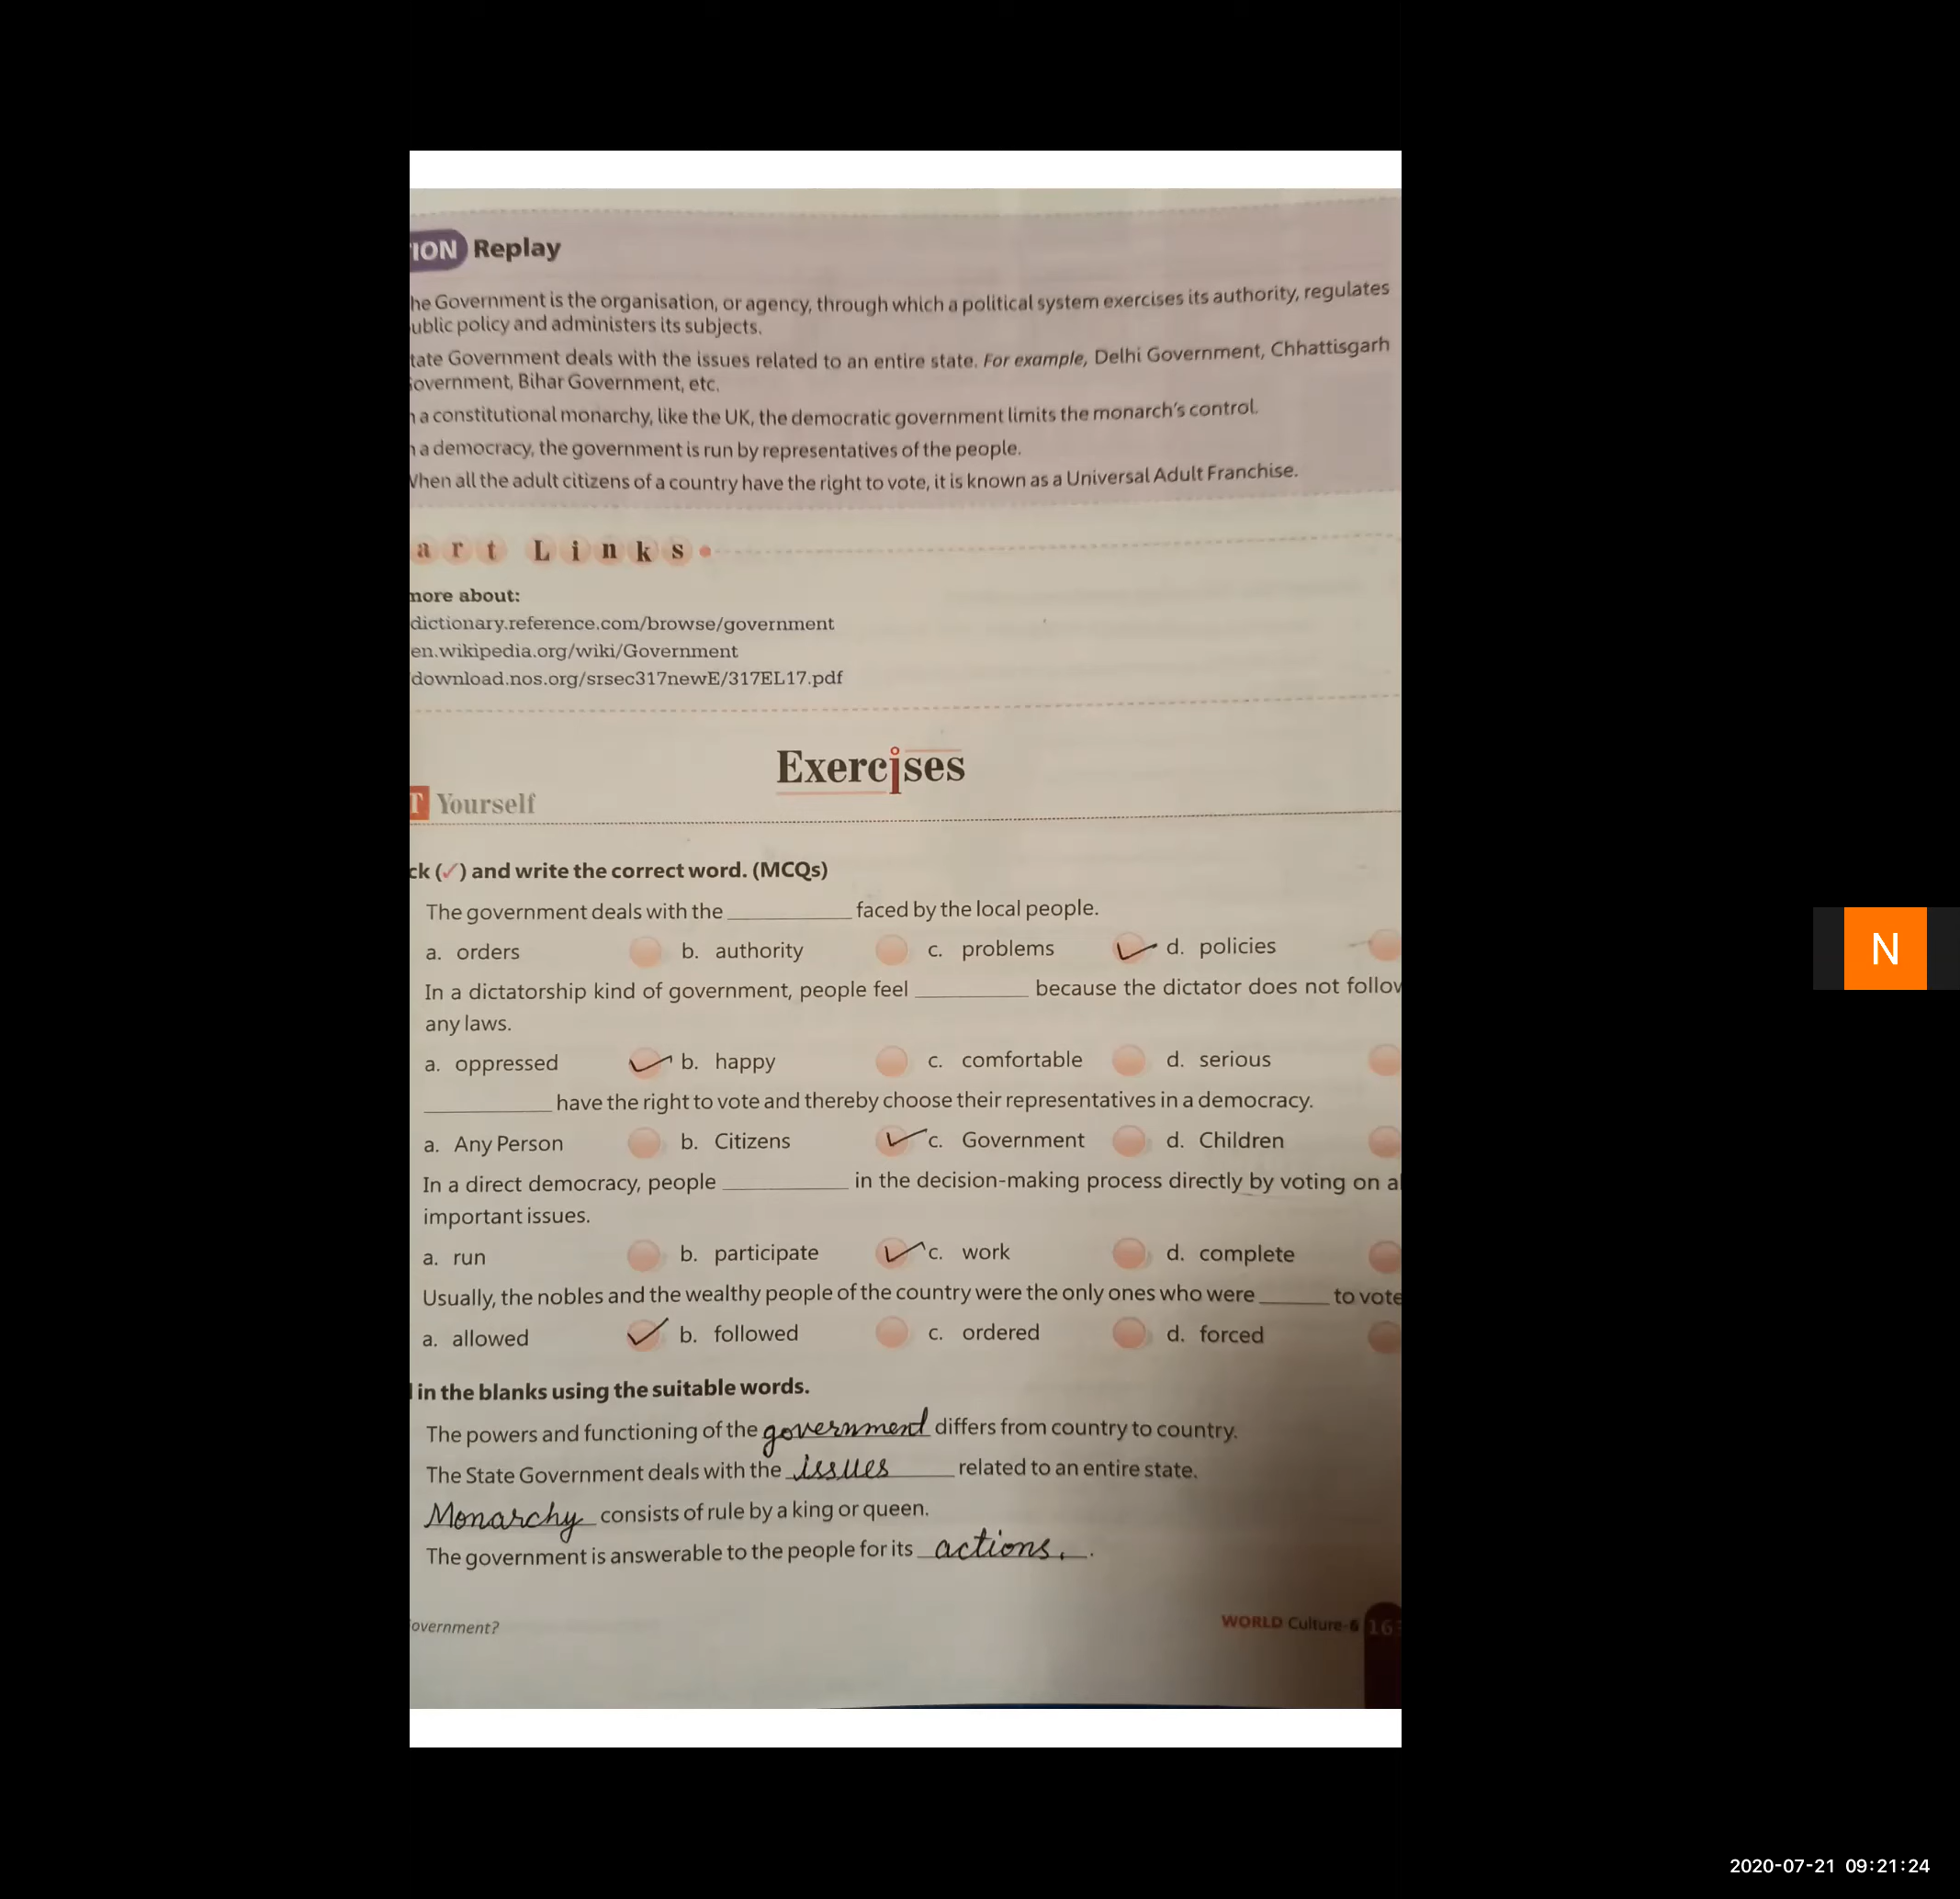 ION Replay
he Government is the organisation, or agency, through which a political system exercises its authority, regulates
ublic policy and administers its subjects.
tate Government deals with the issues related to an entire state. For example, Delhi Government, Chhattisgarh
overnment, Bihar Government, etc.
a constitutional monarchy, like the UK, the democratic government limits the monarch's control.
a democracy, the government is run by representatives of the people.
When all the adult citizens of a country have the right to vote, it is known as a Universal Adult Franchise.
art Links
more about:
dictionary.reference.com/browse/government
en.wikipedia.org/wiki/Government
download.nos.org/srsec317newE/317EL17.pdf
Exercises
T Yourself
ck (✓) and write the correct word. (MCQs)
The government deals with the __________ faced by the local people.
a. orders b. authority c. problems ✓ d. policies
In a dictatorship kind of government, people feel __________ because the dictator does not follow
any laws.
a. oppressed ✓ b. happy c. comfortable d. serious
__________ have the right to vote and thereby choose their representatives in a democracy.
a. Any Person b. Citizens ✓ c. Government d. Children
In a direct democracy, people __________ in the decision-making process directly by voting on a
important issues.
a. run b. participate ✓ c. work d. complete
Usually, the nobles and the wealthy people of the country were the only ones who were ______ to vote
a. allowed ✓ b. followed c. ordered d. forced
in the blanks using the suitable words.
The powers and functioning of the government differs from country to country.
The State Government deals with the issues related to an entire state.
Monarchy consists of rule by a king or queen.
The government is answerable to the people for its actions. .
overnment? WORLD Culture-6 163
N
2020-07-21 09:21:24